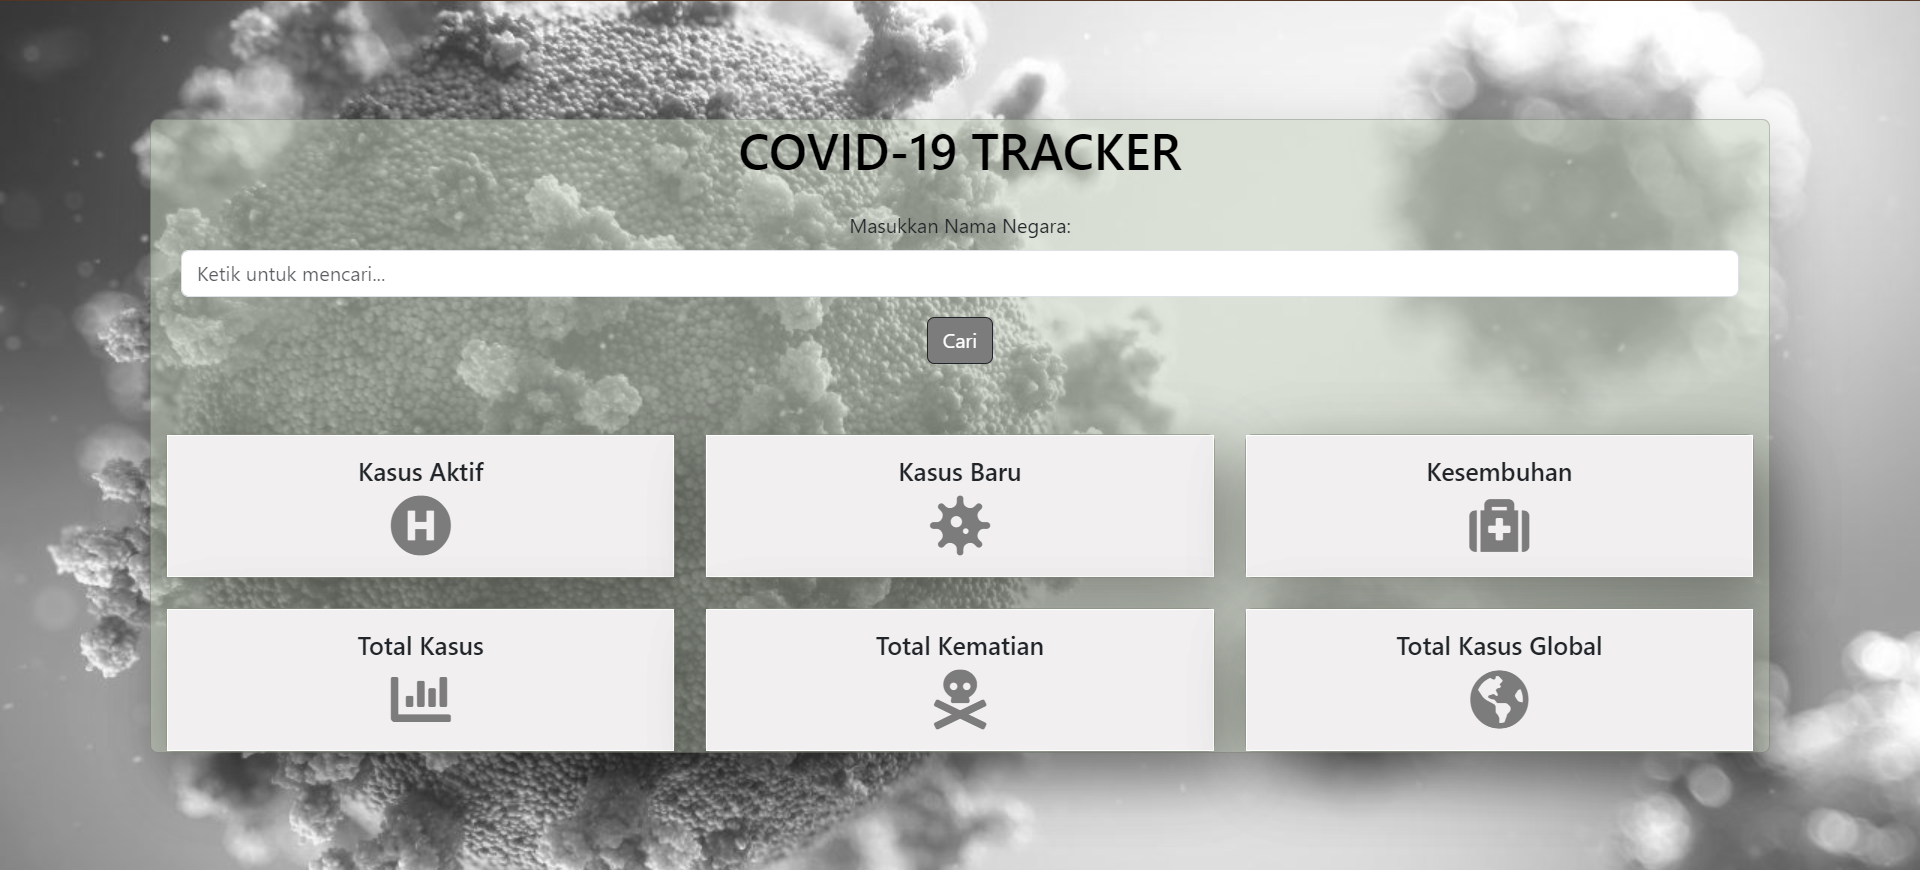 COVID-19 TRACKER
Masukkan Nama Negara:
Ketik untuk mencari...
Cari
Kasus Aktif
H
Kasus Baru
Kesembuhan
Total Kasus
Total Kematian
Total Kasus Global